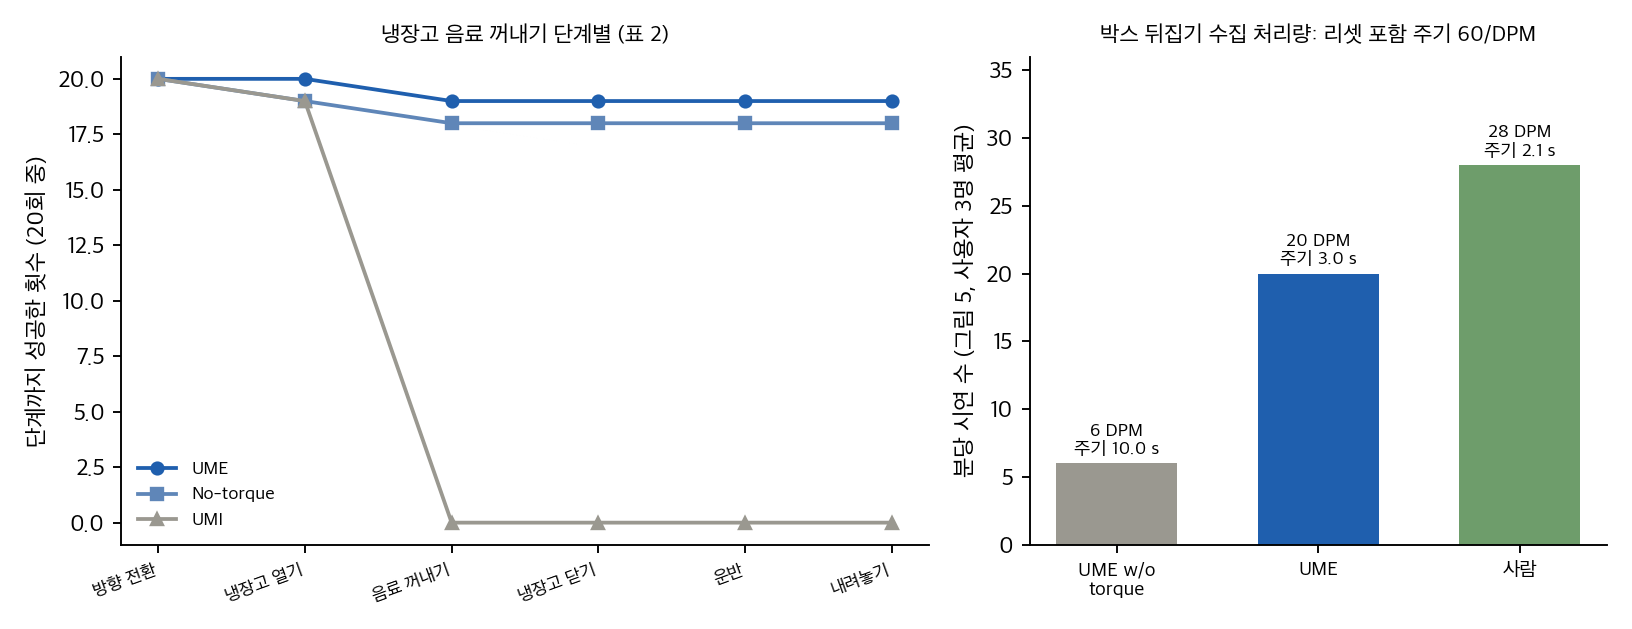 냉장고 음료 꺼내기 단계별 (표 2)
단계까지 성공한 횟수 (20회 중)
20.0
17.5
15.0
12.5
10.0
7.5
5.0
2.5
0.0
UME
No-torque
UMI
방향 전환
냉장고 열기
음료 꺼내기
냉장고 닫기
운반
내려놓기
박스 뒤집기 수집 처리량: 리셋 포함 주기 60/DPM
분당 시연 수 (그림 5, 사용자 3명 평균)
35
30
25
20
15
10
5
0
6 DPM
주기 10.0 s
20 DPM
주기 3.0 s
28 DPM
주기 2.1 s
UME w/o
torque
UME
사람